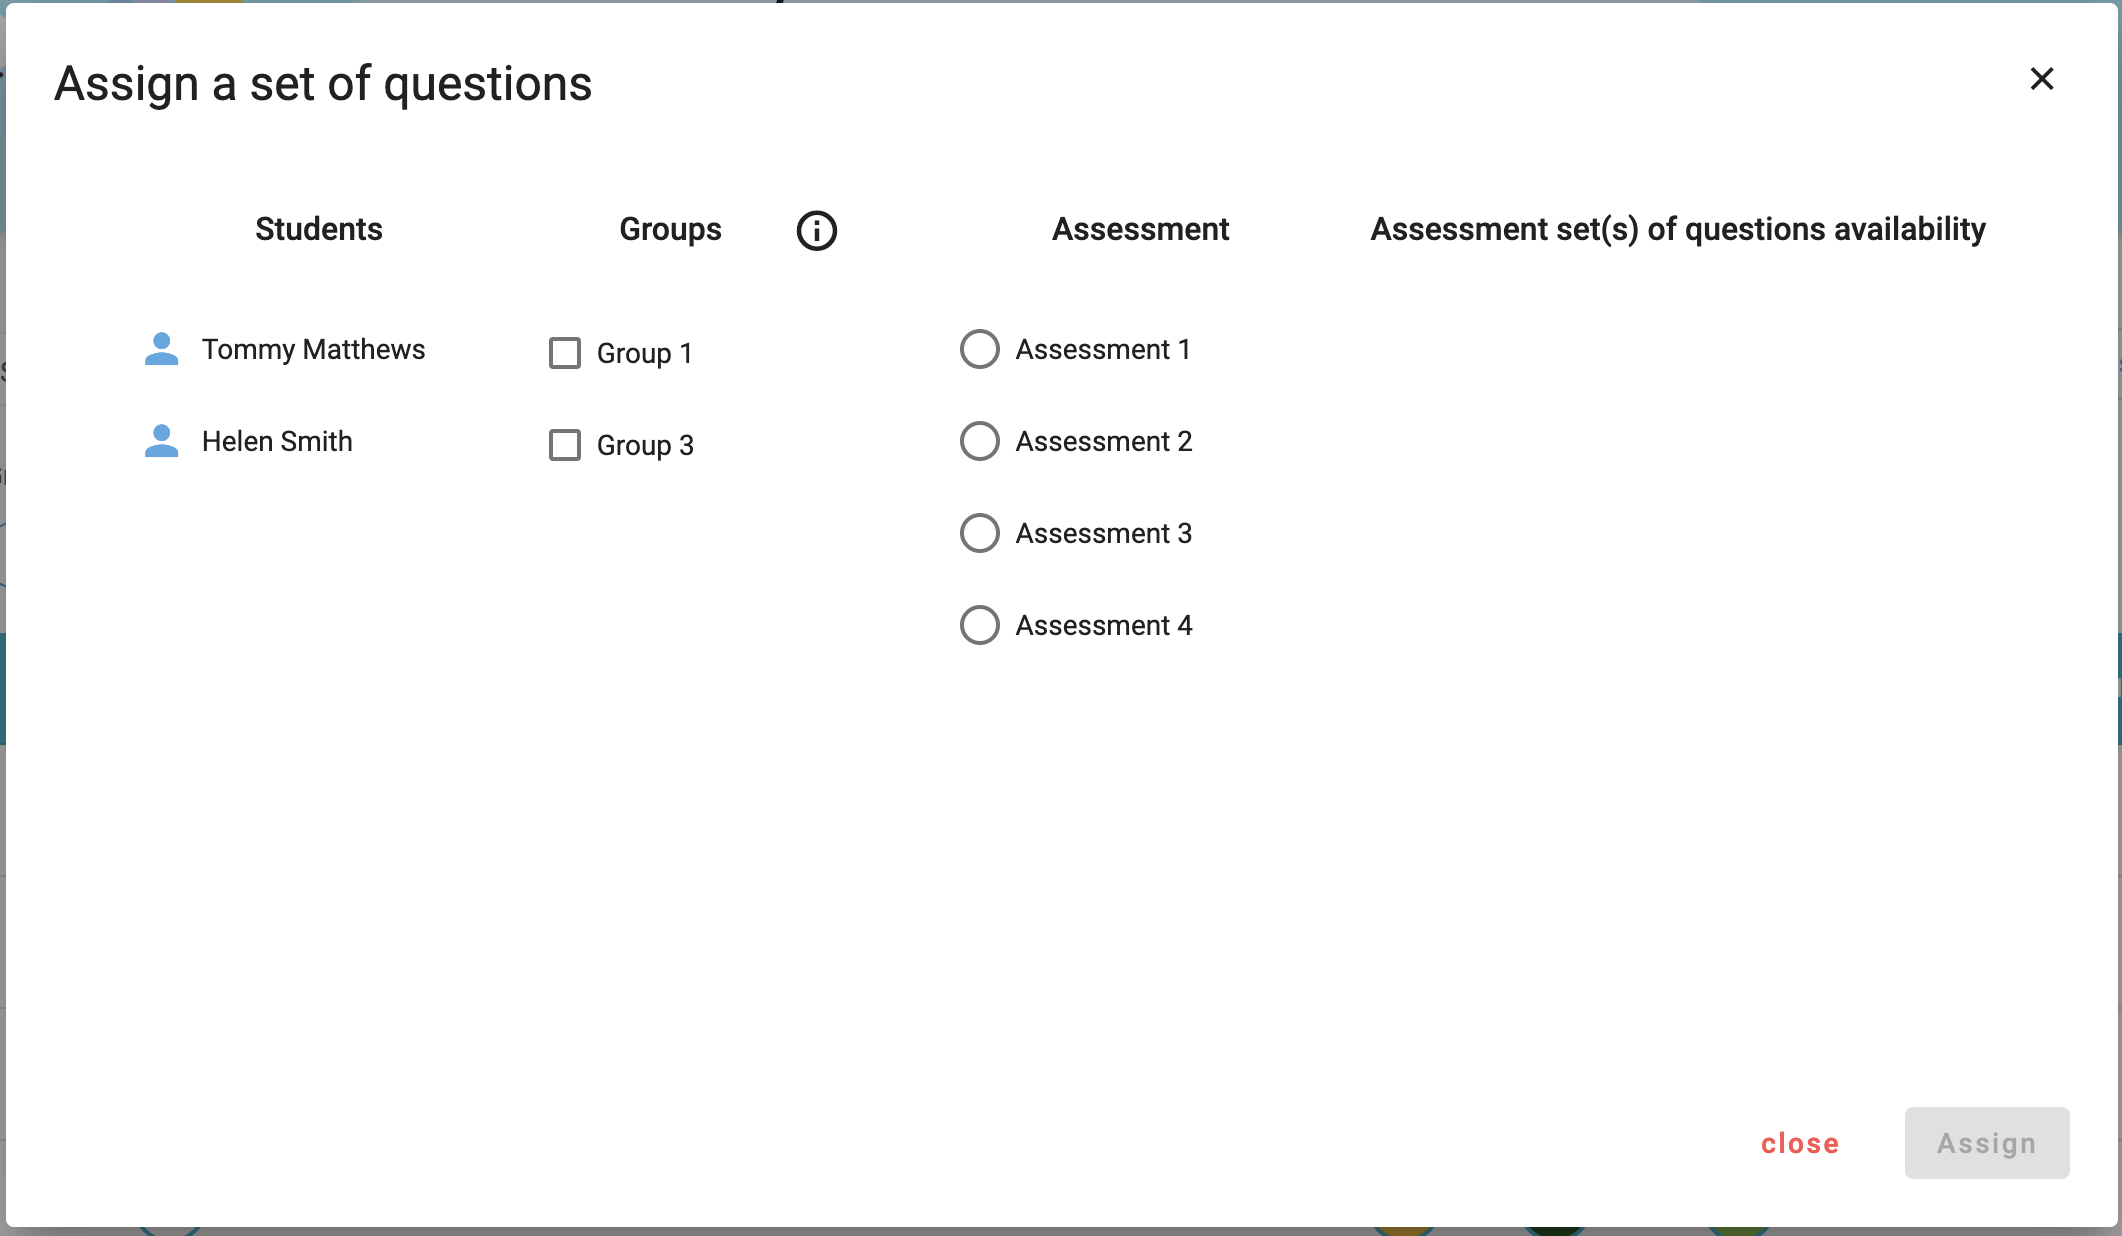 Assign a set of questions
Students
Groups
Assessment
Assessment set(s) of questions availability
Tommy Matthews
Group 1
Assessment 1
Helen Smith
Group 3
Assessment 2
Assessment 3
Assessment 4
close
Assign